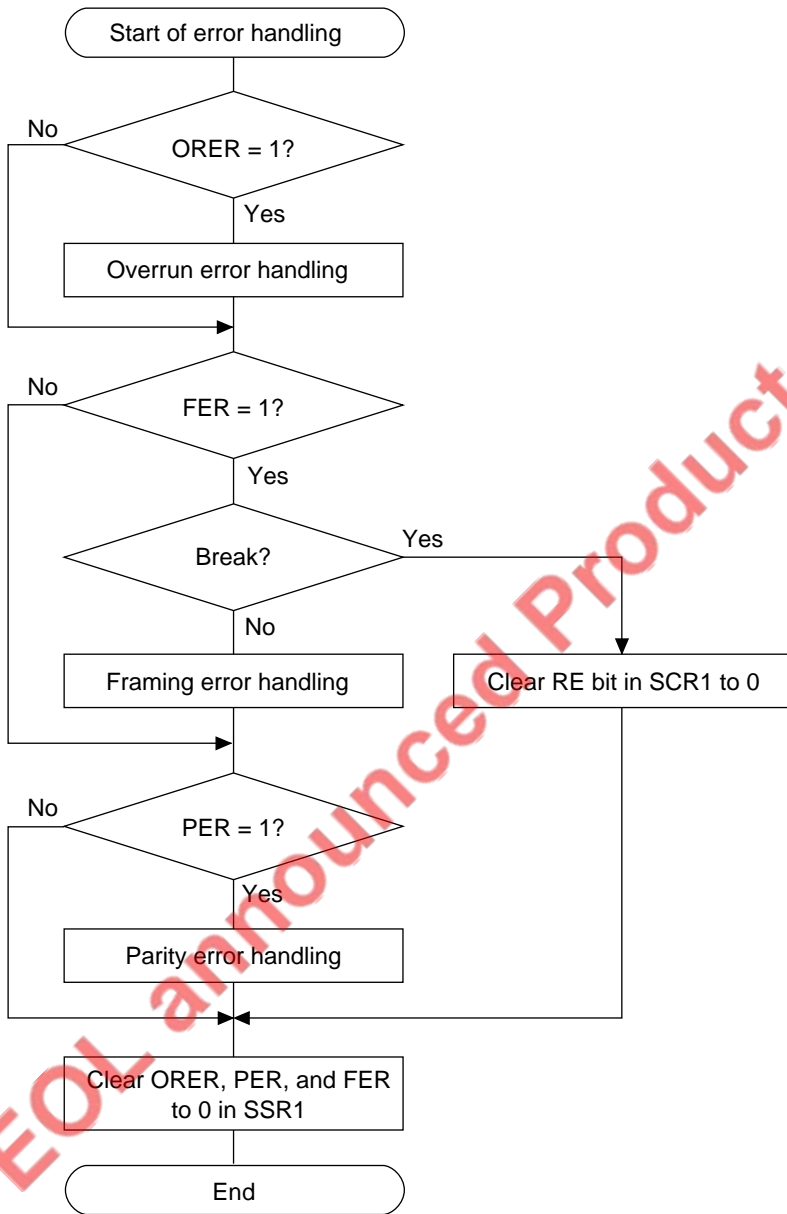 Start of error handling
No
ORER = 1?
Yes
Overrun error handling
No
FER = 1?
Yes
Break?
Yes
No
Framing error handling
Clear RE bit in SCR1 to 0
No
PER = 1?
Yes
Parity error handling
Clear ORER, PER, and FER
to 0 in SSR1
End
EOL announced Product